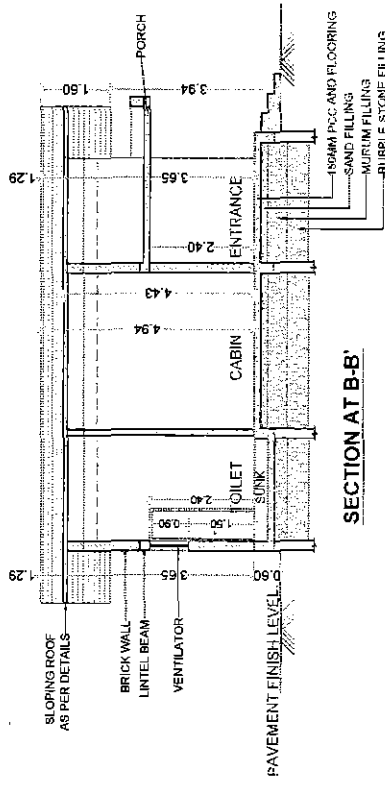 SLOPING ROOF
AS PER DETAILS
BRICK WALL
LINTEL BEAM
VENTILATOR
PAVEMENT FINISH LEVEL
1.29
3.65
0.60
0.90
1.50
2.40
TOILET
SUNK
CABIN
4.94
4.43
ENTRANCE
2.40
3.65
1.29
1.60
3.94
PORCH
150MM PCC AND FLOORING
SAND FILLING
MURUM FILLING
RUBBLE STONE FILLING
SECTION AT B-B'